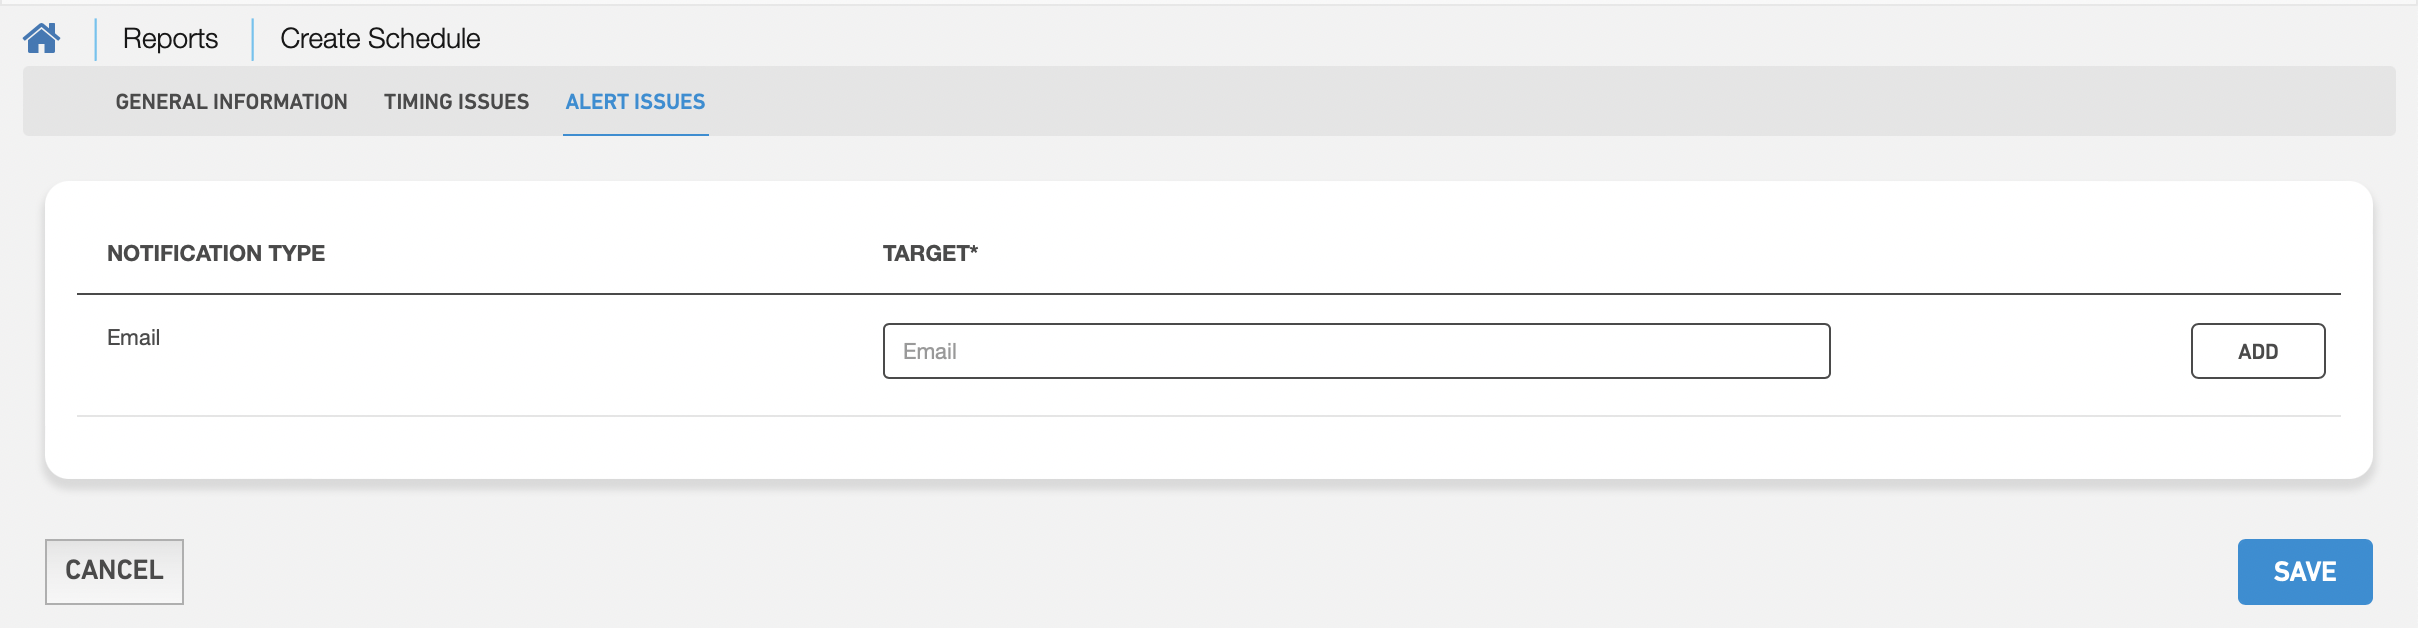 Reports Create Schedule
GENERAL INFORMATION TIMING ISSUES ALERT ISSUES
NOTIFICATION TYPE TARGET*
Email Email ADD
CANCEL SAVE